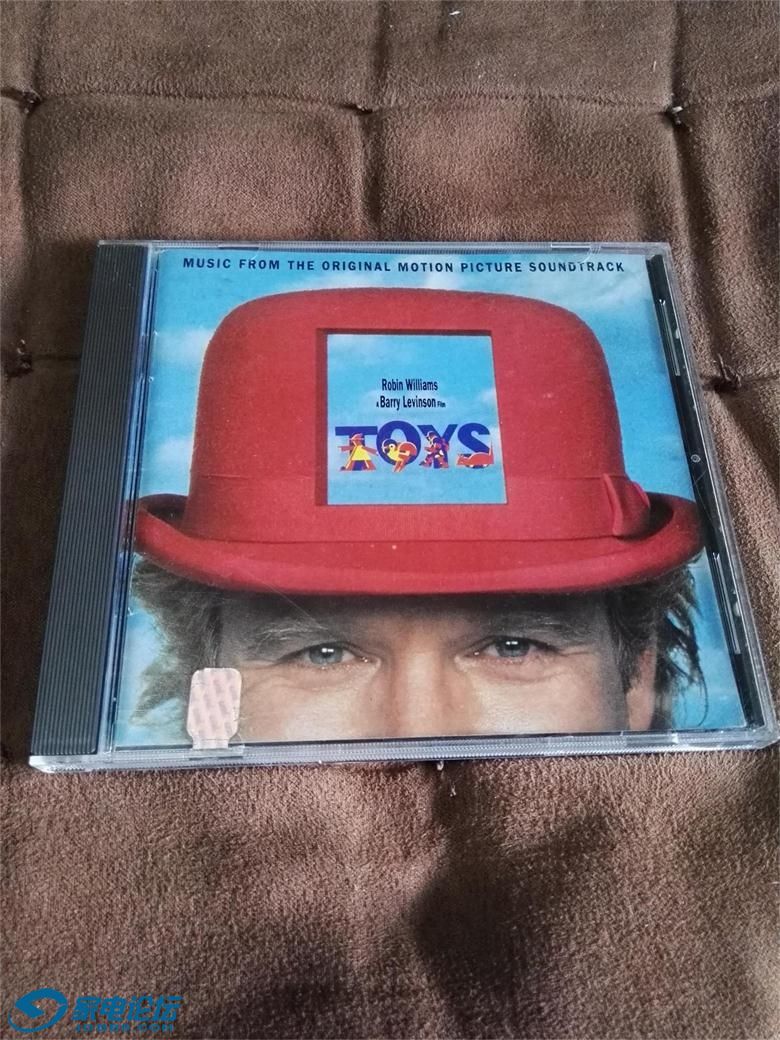 MUSIC FROM THE ORIGINAL MOTION PICTURE SOUNDTRACK
Robin Williams
A Barry Levinson Film
TOYS
家电论坛